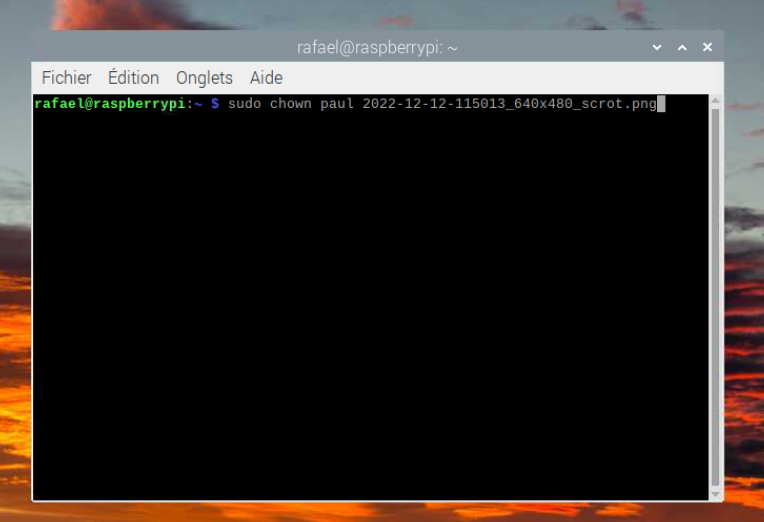 rafael@raspberrypi: ~
Fichier Édition Onglets Aide
rafael@raspberrypi:~ $ sudo chown paul 2022-12-12-115013_640x480_scrot.png